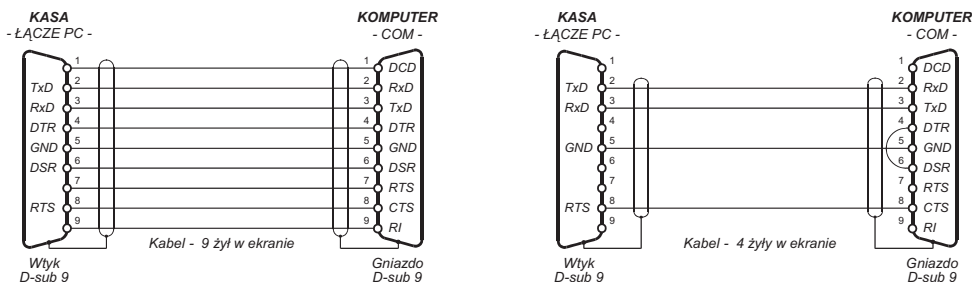 KASA
- ŁĄCZE PC -
KOMPUTER
- COM -
1 1 DCD
TxD 2 2 RxD
RxD 3 3 TxD
DTR 4 4 DTR
GND 5 5 GND
DSR 6 6 DSR
7 7 RTS
RTS 8 8 CTS
9 9 RI
Kabel - 9 żył w ekranie
Wtyk
D-sub 9
Gniazdo
D-sub 9
KASA
- ŁĄCZE PC -
KOMPUTER
- COM -
1 1 DCD
TxD 2 2 RxD
RxD 3 3 TxD
4 4 DTR
GND 5 5 GND
6 6 DSR
7 7 RTS
RTS 8 8 CTS
9 9 RI
Kabel - 4 żyły w ekranie
Wtyk
D-sub 9
Gniazdo
D-sub 9